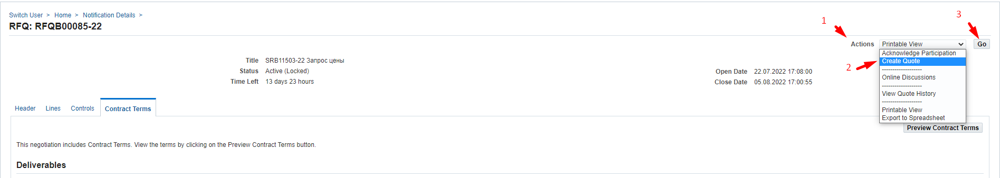 Switch User > Home > Notification Details >
RFQ: RFQB00085-22
1
3
Actions Printable View Go
Acknowledge Participation
2 Create Quote
-------------------
Online Discussions
-------------------
View Quote History
-------------------
Printable View
Export to Spreadsheet
Title SRB11503-22 Запрос цены
Status Active (Locked)
Time Left 13 days 23 hours
Open Date 22.07.2022 17:08:00
Close Date 05.08.2022 17:00:55
Header Lines Controls Contract Terms
Preview Contract Terms
This negotiation includes Contract Terms. View the terms by clicking on the Preview Contract Terms button.
Deliverables